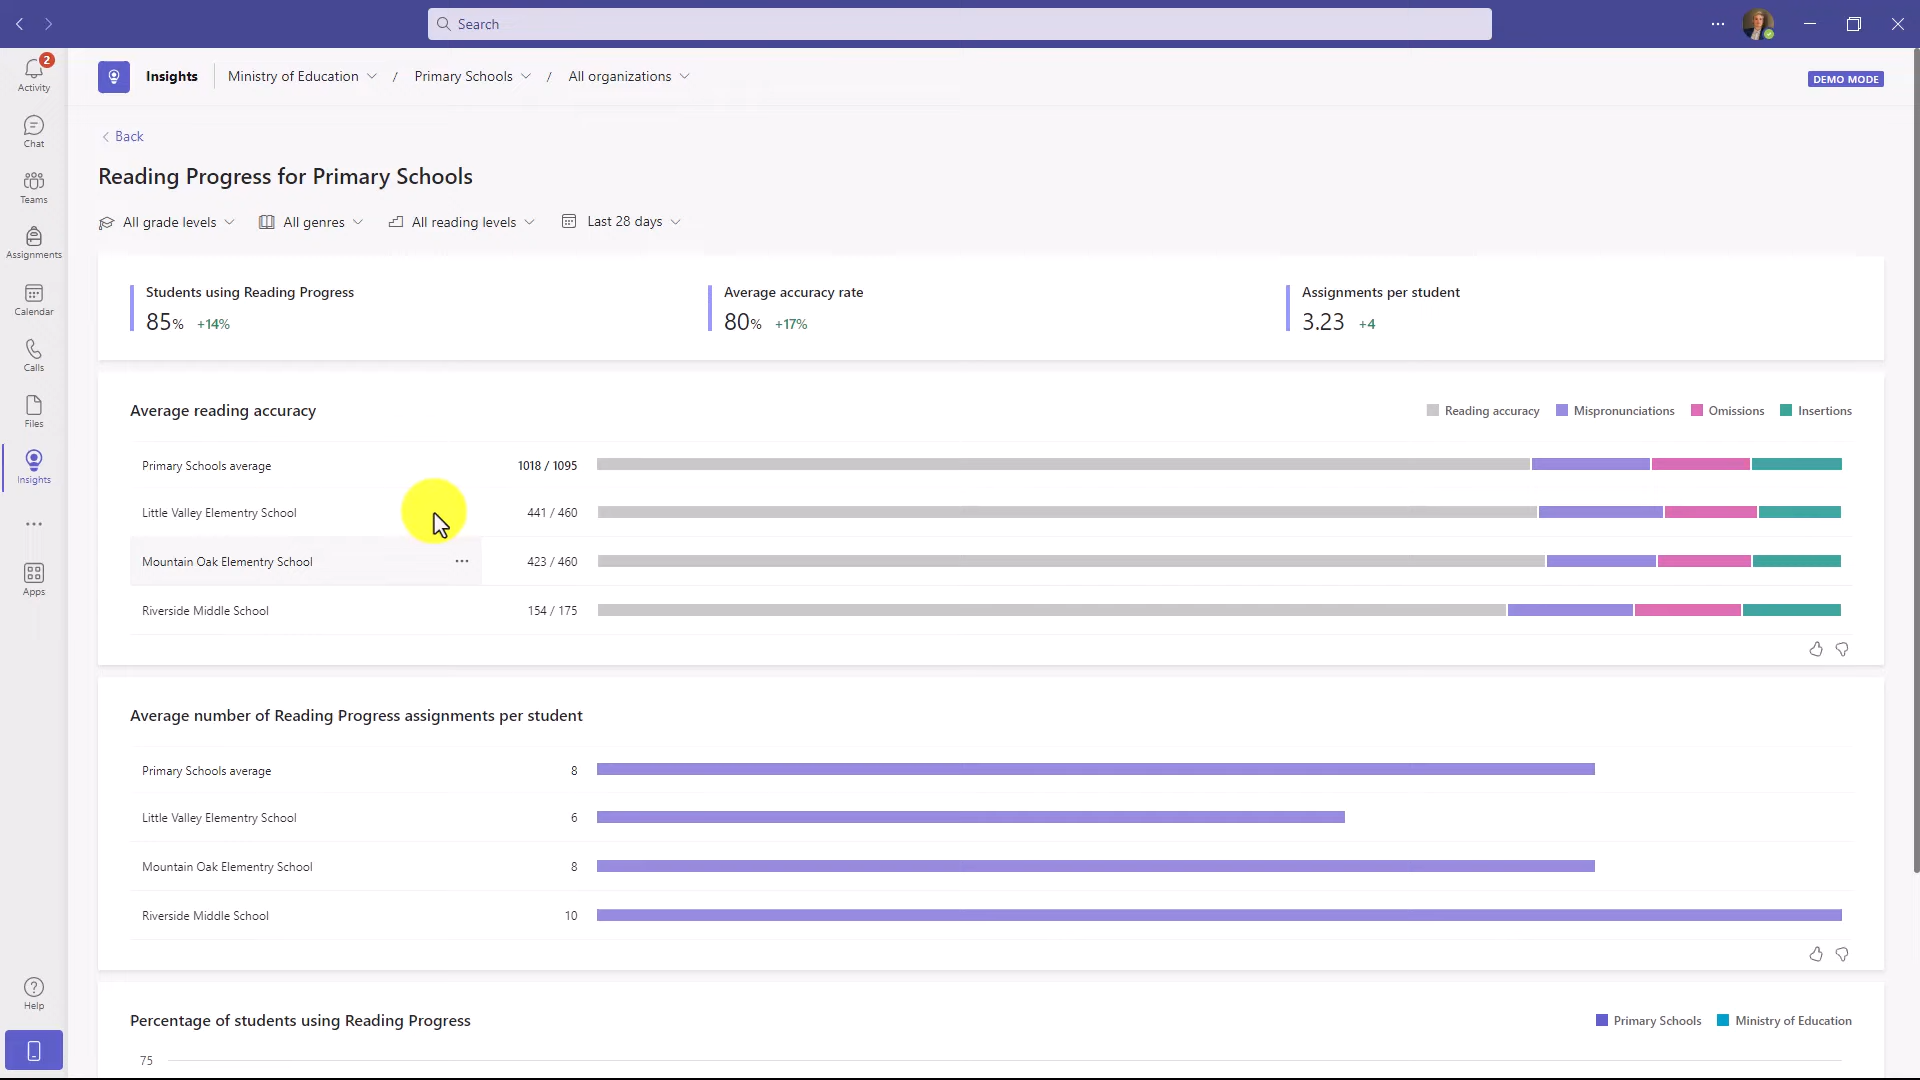 Search
2
Activity
Chat
Teams
Assignments
Calendar
Calls
Files
Insights
Apps
Help
Insights Ministry of Education / Primary Schools / All organizations
DEMO MODE
Back
Reading Progress for Primary Schools
All grade levels All genres All reading levels Last 28 days
Students using Reading Progress
85% +14%
Average accuracy rate
80% +17%
Assignments per student
3.23 +4
Average reading accuracy
Reading accuracy Mispronunciations Omissions Insertions
Primary Schools average 1018 / 1095
Little Valley Elementry School 441 / 460
Mountain Oak Elementry School ... 423 / 460
Riverside Middle School 154 / 175
Average number of Reading Progress assignments per student
Primary Schools average 8
Little Valley Elementry School 6
Mountain Oak Elementry School 8
Riverside Middle School 10
Percentage of students using Reading Progress
Primary Schools Ministry of Education
75